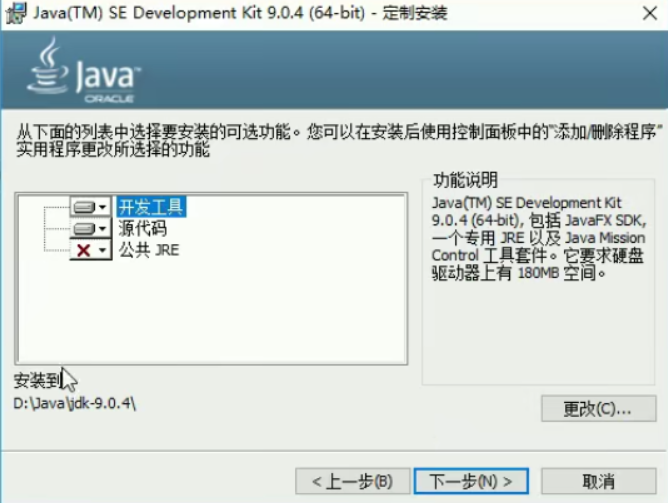 Java(TM) SE Development Kit 9.0.4 (64-bit) - 定制安装
Java™
ORACLE
从下面的列表中选择要安装的可选功能。您可以在安装后使用控制面板中的“添加/删除程序”
实用程序更改所选择的功能
开发工具
源代码
公共 JRE
功能说明
Java(TM) SE Development Kit
9.0.4 (64-bit), 包括 JavaFX SDK,
一个专用 JRE 以及 Java Mission
Control 工具套件。它要求硬盘
驱动器上有 180MB 空间。
安装到
D:\Java\jdk-9.0.4\
更改(C)...
< 上一步(B)
下一步(N) >
取消